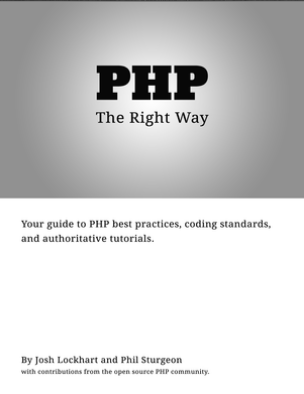 PHP
The Right Way
Your guide to PHP best practices, coding standards,
and authoritative tutorials.
By Josh Lockhart and Phil Sturgeon
with contributions from the open source PHP community.